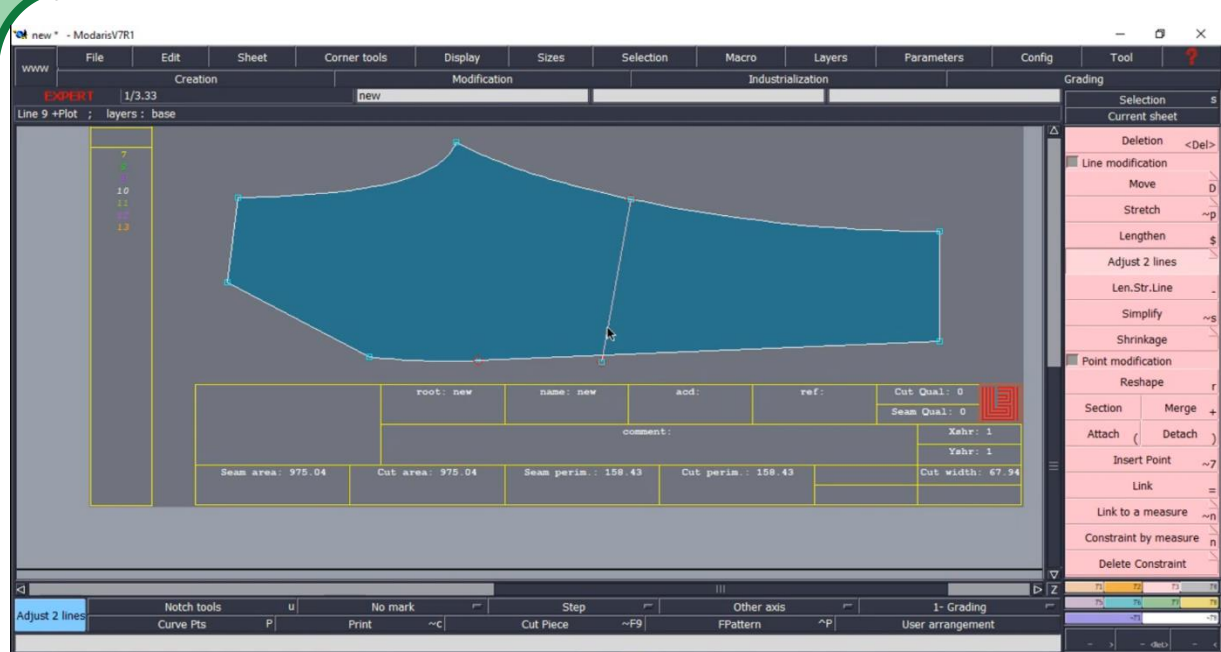 new * - ModarisV7R1
www File Edit Sheet Corner tools Display Sizes Selection Macro Layers Parameters Config Tool ?
Creation Modification Industrialization Grading
EXPERT 1/3.33 new
Line 9 +Plot ; layers : base
Selection s
Current sheet
Deletion <Del>
Line modification
Move D
Stretch ~p
Lengthen $
Adjust 2 lines
Len.Str.Line -
Simplify ~s
Shrinkage
Point modification
Reshape r
Section Merge +
Attach ( Detach )
Insert Point ~7
Link =
Link to a measure ~n
Constraint by measure n
Delete Constraint
7
10
11
12
13
root: new name: new acd: ref: Cut Qual: 0
Seam Qual: 0
comment: Xshr: 1
Yshr: 1
Seam area: 975.04 Cut area: 975.04 Seam perim.: 158.43 Cut perim.: 158.43 Cut width: 67.94
Z
Adjust 2 lines
Notch tools u No mark Step Other axis 1- Grading
Curve Pts P Print ~c Cut Piece ~F9 FPattern ^P User arrangement
- > - <det> - <